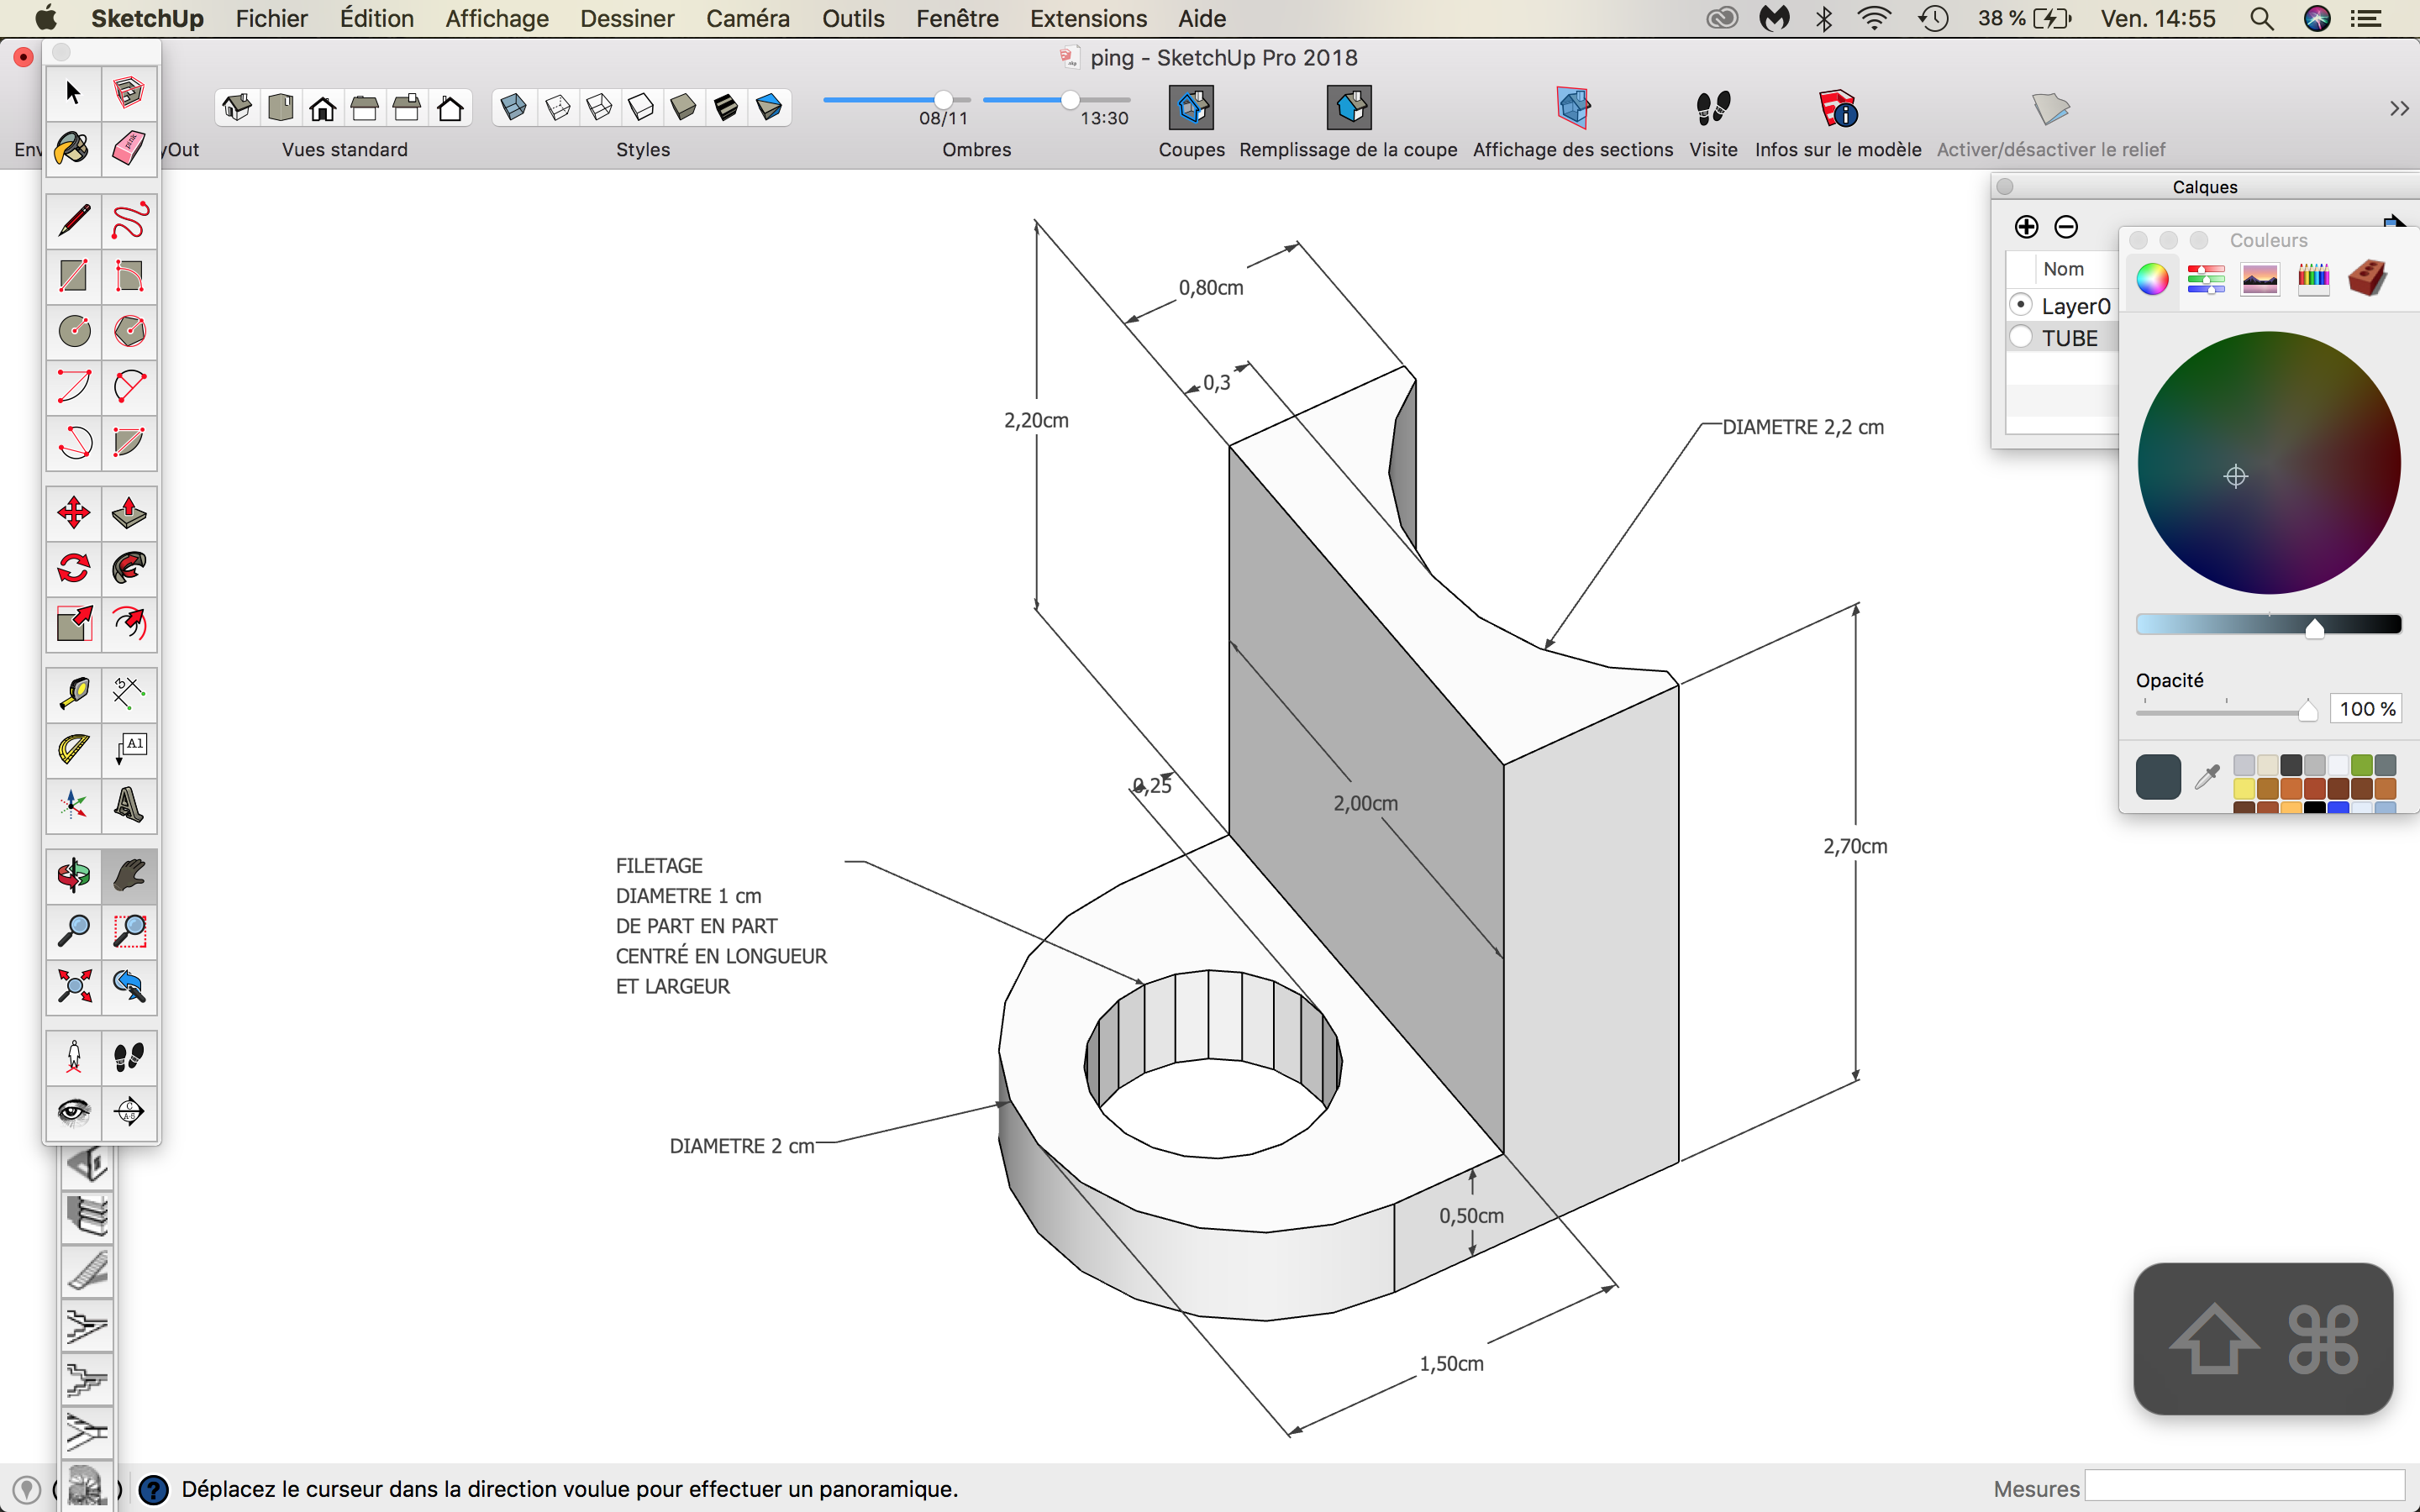 SketchUp Fichier Édition Affichage Dessiner Caméra Outils Fenêtre Extensions Aide 38 % Ven. 14:55
ping - SketchUp Pro 2018
08/11 13:30
yOut Vues standard Styles Ombres Coupes Remplissage de la coupe Affichage des sections Visite Infos sur le modèle Activer/désactiver le relief
Calques
Couleurs
Nom
Layer0
TUBE
Opacité
100 %
0,80cm
0,3
2,20cm
DIAMETRE 2,2 cm
0,25
2,00cm
2,70cm
FILETAGE
DIAMETRE 1 cm
DE PART EN PART
CENTRÉ EN LONGUEUR
ET LARGEUR
DIAMETRE 2 cm
0,50cm
1,50cm
Déplacez le curseur dans la direction voulue pour effectuer un panoramique.
Mesures